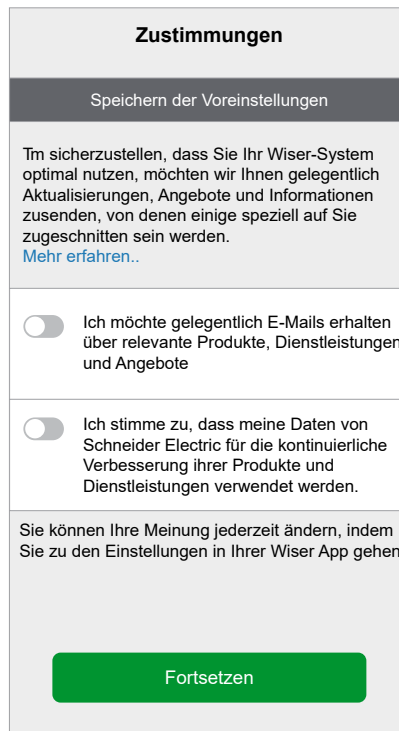 Zustimmungen
Speichern der Voreinstellungen
Tm sicherzustellen, dass Sie Ihr Wiser-System
optimal nutzen, möchten wir Ihnen gelegentlich
Aktualisierungen, Angebote und Informationen
zusenden, von denen einige speziell auf Sie
zugeschnitten sein werden.
Mehr erfahren..
Ich möchte gelegentlich E-Mails erhalten
über relevante Produkte, Dienstleistungen
und Angebote
Ich stimme zu, dass meine Daten von
Schneider Electric für die kontinuierliche
Verbesserung ihrer Produkte und
Dienstleistungen verwendet werden.
Sie können Ihre Meinung jederzeit ändern, indem
Sie zu den Einstellungen in Ihrer Wiser App gehen
Fortsetzen